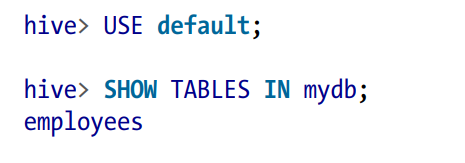 hive> USE default;
hive> SHOW TABLES IN mydb;
employees